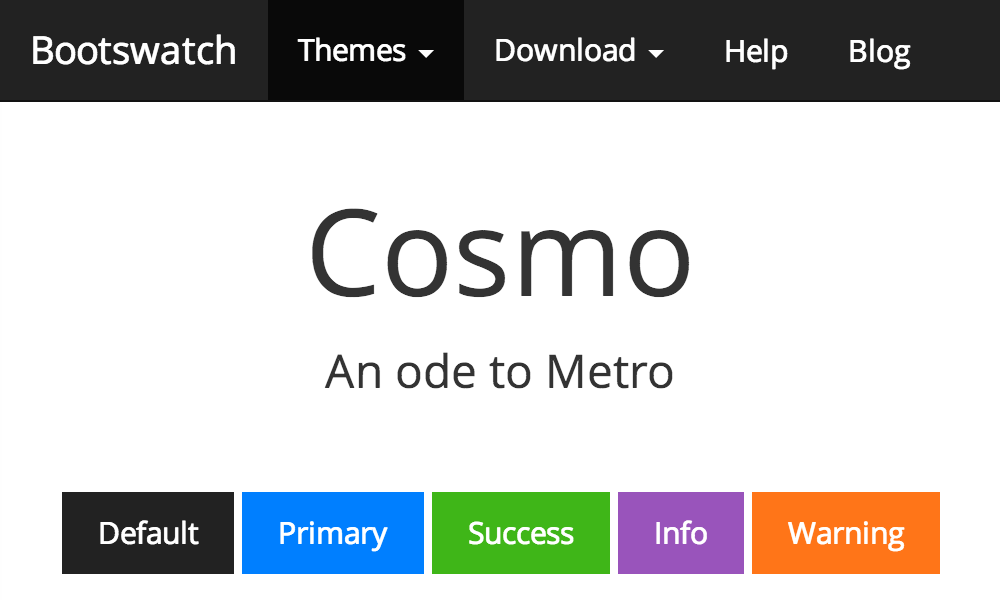 Bootswatch Themes Download Help Blog
Cosmo
An ode to Metro
Default Primary Success Info Warning